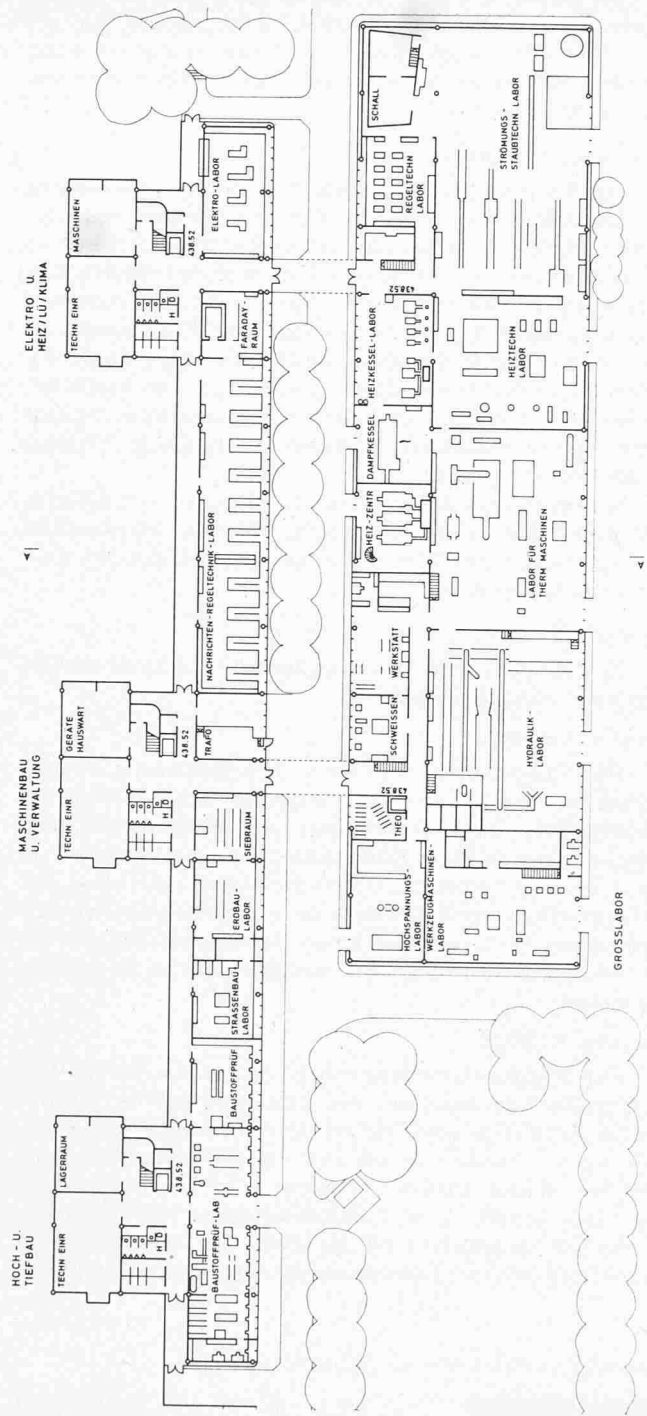 HOCH- U.
TIEFBAU
MASCHINENBAU
U. VERWALTUNG
ELEKTRO U.
HEIZ/LÜ/KLIMA
TECHN EINR
LAGERRAUM
TECHN EINR
GERÄTE
HAUSWART
TECHN EINR
MASCHINEN
H
D
438.52
H
D
438.52
H
D
438.52
BAUSTOFFPRÜF-LAB
BAUSTOFFPRÜF
STRASSENBAU
LABOR
ERDBAU-
LABOR
SIEBRAUM
TRAFO
NACHRICHTEN-REGELTECHNIK-LABOR
FARADAY-
RAUM
ELEKTRO-LABOR
A
HOCHSPANNUNGS-
LABOR
THEO
438.52
SCHWEISSEN
WERKSTATT
HEIZ-ZENTR
DAMPFKESSEL
HEIZKESSEL-LABOR
438.52
REGELTECHN
LABOR
SCHALL
WERKZEUGMASCHINEN-
LABOR
HYDRAULIK-
LABOR
LABOR FÜR
THERM MASCHINEN
HEIZTECHN
LABOR
STRÖMUNGS-
STAUBTECHN LABOR
GROSSLABOR
A